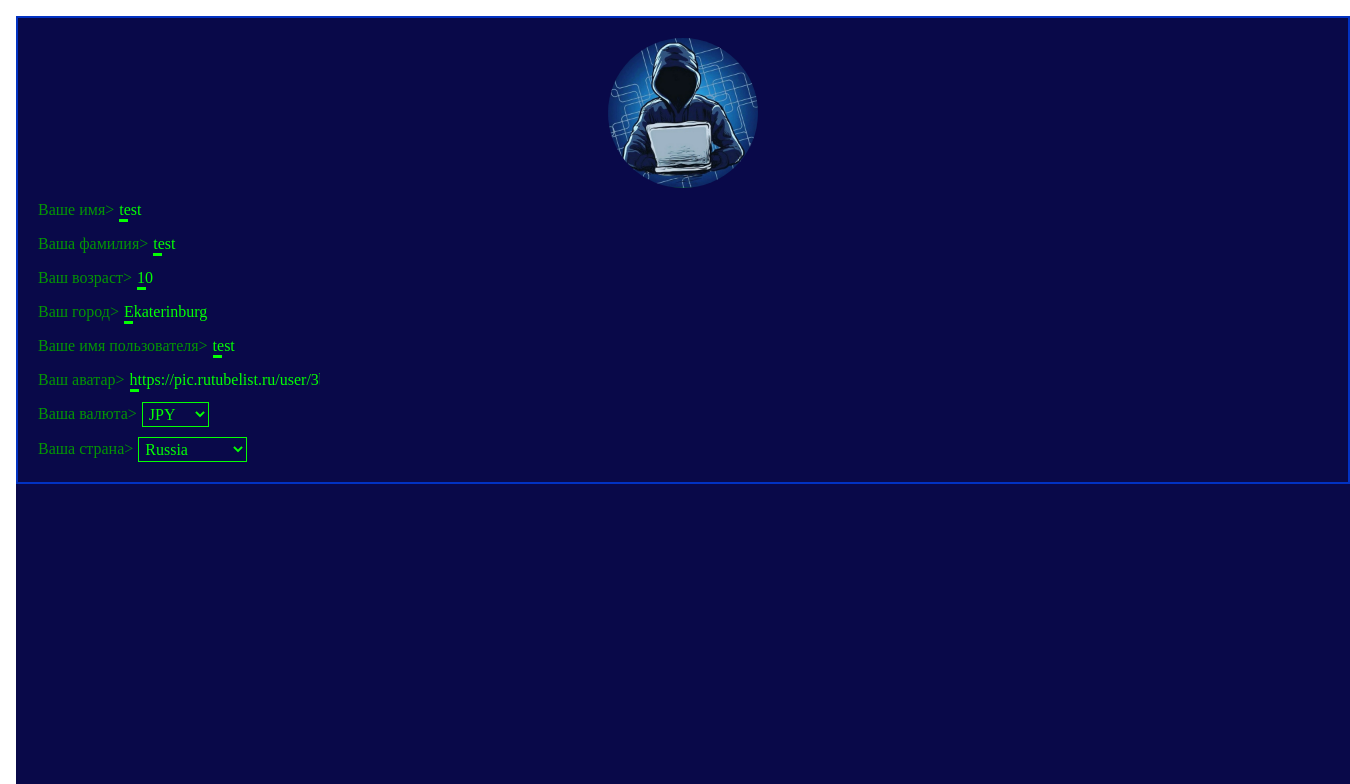 Ваше имя> test
Ваша фамилия> test
Ваш возраст> 10
Ваш город> Ekaterinburg
Ваше имя пользователя> test
Ваш аватар> https://pic.rutubelist.ru/user/3
Ваша валюта> JPY
Ваша страна> Russia